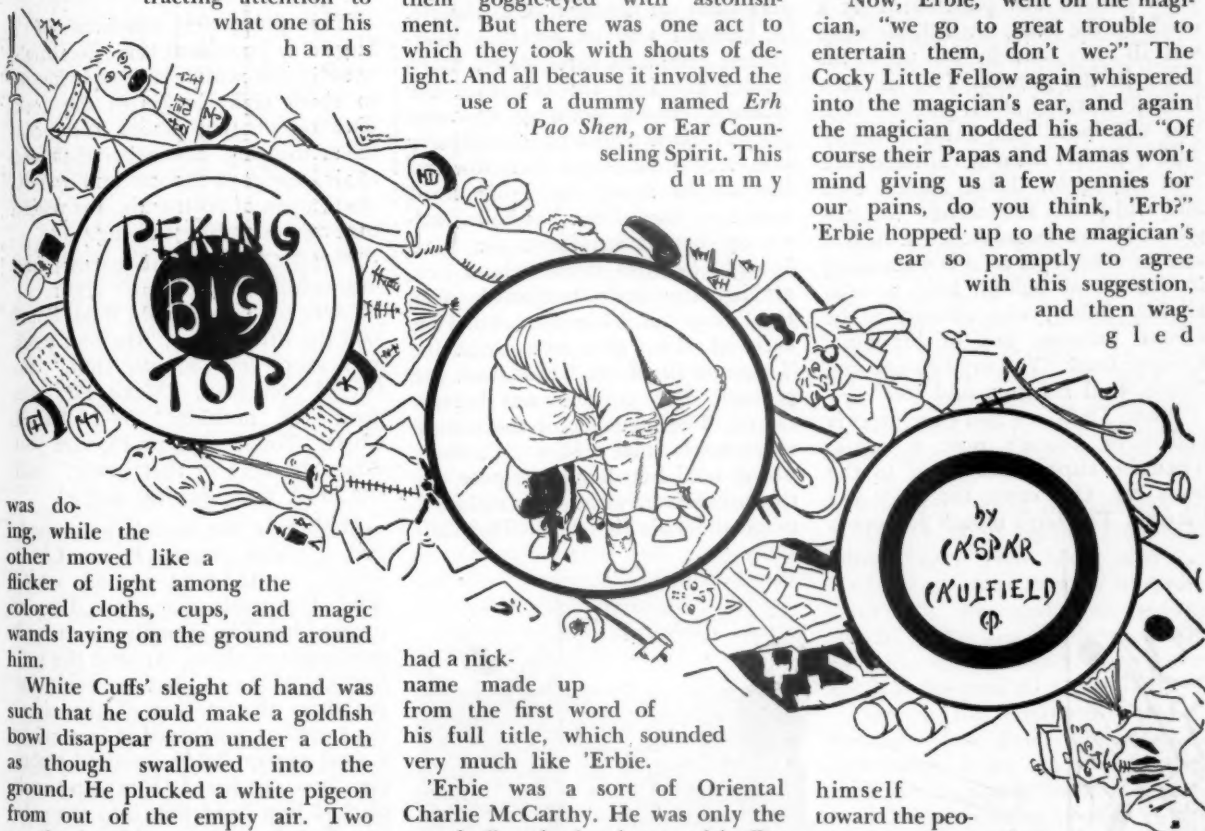 tracting attention to
what one of his
hands
PEKING
BIG
TOP
was do-
ing, while the
other moved like a
flicker of light among the
colored cloths, cups, and magic
wands laying on the ground around
him.
White Cuffs' sleight of hand was
such that he could make a goldfish
bowl disappear from under a cloth
as though swallowed into the
ground. He plucked a white pigeon
from out of the empty air. Two
them goggle-eyed with astonish-
ment. But there was one act to
which they took with shouts of de-
light. And all because it involved the
use of a dummy named Erh
Pao Shen, or Ear Coun-
seling Spirit. This
dummy
had a nick-
name made up
from the first word of
his full title, which sounded
very much like 'Erbie.
'Erbie was a sort of Oriental
Charlie McCarthy. He was only the
Now, 'Erbie," went on the magi-
cian, "we go to great trouble to
entertain them, don't we?" The
Cocky Little Fellow again whispered
into the magician's ear, and again
the magician nodded his head. "Of
course their Papas and Mamas won't
mind giving us a few pennies for
our pains, do you think, 'Erb?"
'Erbie hopped up to the magician's
ear so promptly to agree
with this suggestion,
and then wag-
gled
by
CASPAR
CAULFIELD
c.p.
himself
toward the peo-